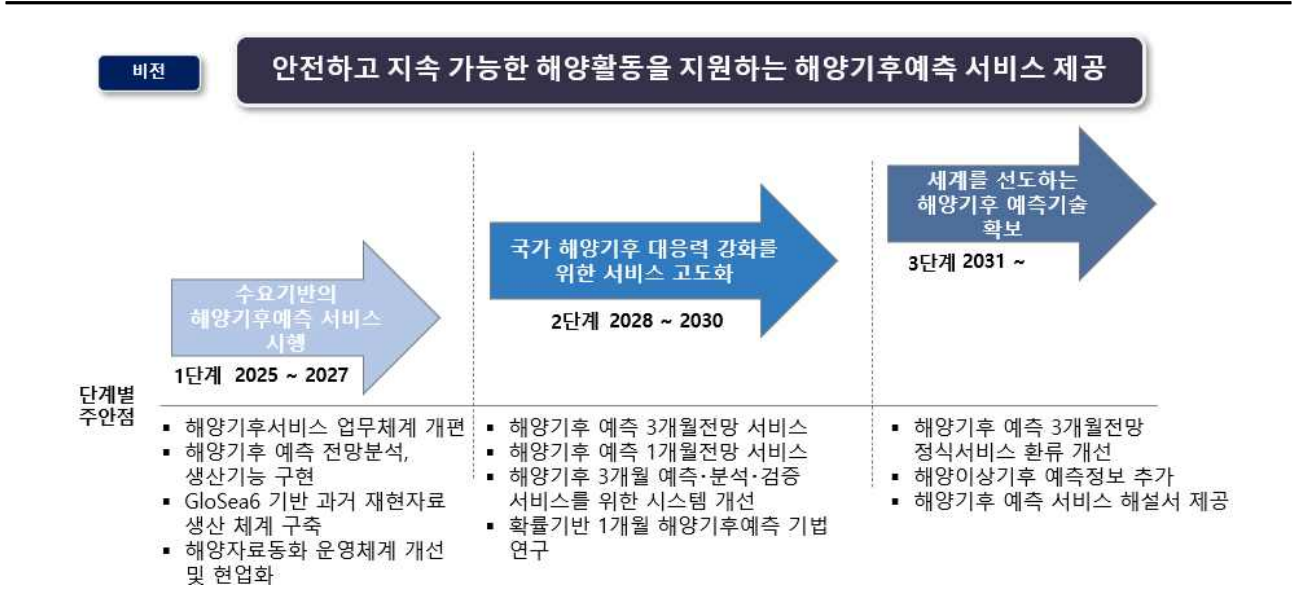 비전
안전하고 지속 가능한 해양활동을 지원하는 해양기후예측 서비스 제공
수요기반의
해양기후예측 서비스
시행
1단계 2025 ~ 2027
국가 해양기후 대응력 강화를
위한 서비스 고도화
2단계 2028 ~ 2030
세계를 선도하는
해양기후 예측기술
확보
3단계 2031 ~
단계별
주안점
▪ 해양기후서비스 업무체계 개편
▪ 해양기후 예측 전망분석,
생산기능 구현
▪ GloSea6 기반 과거 재현자료
생산 체계 구축
▪ 해양자료동화 운영체계 개선
및 현업화
▪ 해양기후 예측 3개월전망 서비스
▪ 해양기후 예측 1개월전망 서비스
▪ 해양기후 3개월 예측·분석·검증
서비스를 위한 시스템 개선
▪ 확률기반 1개월 해양기후예측 기법
연구
▪ 해양기후 예측 3개월전망
정식서비스 환류 개선
▪ 해양이상기후 예측정보 추가
▪ 해양기후 예측 서비스 해설서 제공